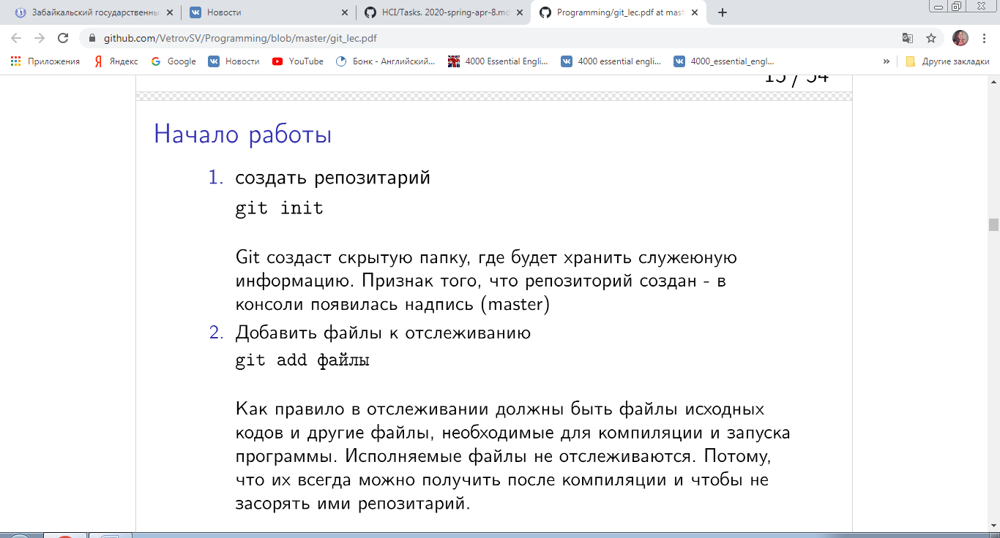 Забайкальский государственны
Новости
HCI/Tasks. 2020-spring-apr-8.md
Programming/git_lec.pdf at mast
github.com/VetrovSV/Programming/blob/master/git_lec.pdf
Приложения
Яндекс
Google
Новости
YouTube
Бонк - Английский...
4000 Essential Engli...
4000 essential engli...
4000_essential_engl...
»
Другие закладки
15 / 54
Начало работы
1. создать репозитарий
git init
Git создаст скрытую папку, где будет хранить служеюную
информацию. Признак того, что репозиторий создан - в
консоли появилась надпись (master)
2. Добавить файлы к отслеживанию
git add файлы
Как правило в отслеживании должны быть файлы исходных
кодов и другие файлы, необходимые для компиляции и запуска
программы. Исполняемые файлы не отслеживаются. Потому,
что их всегда можно получить после компиляции и чтобы не
засорять ими репозитарий.